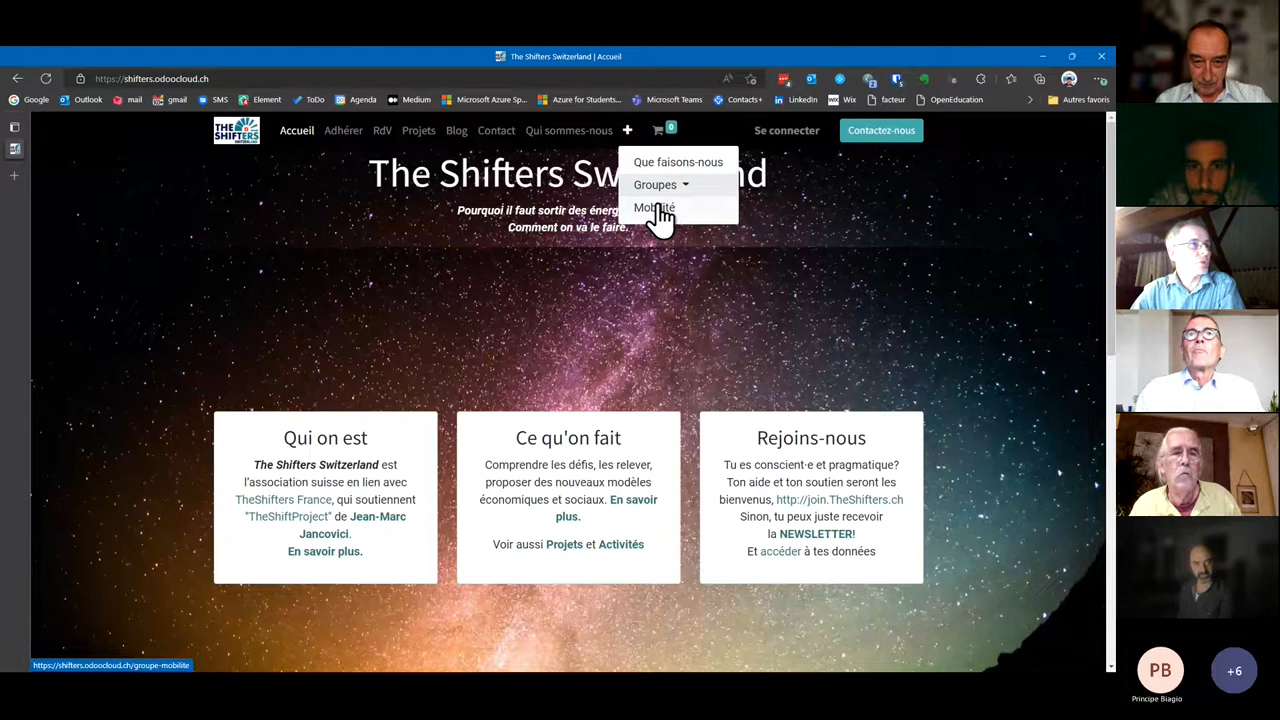 The Shifters Switzerland | Accueil
https://shifters.odoocloud.ch
Google Outlook mail gmail SMS Element ToDo Agenda Medium Microsoft Azure Sp... Azure for Students... Microsoft Teams Contacts+ LinkedIn Wix facteur OpenEducation Autres favoris
THE SHIFTERS SWITZERLAND Accueil Adhérer RdV Projets Blog Contact Qui sommes-nous + 0 Se connecter Contactez-nous
Que faisons-nous
Groupes
Mobilité
The Shifters Sw nd
Pourquoi il faut sortir des énerg
Comment on va le faire.
Qui on est
The Shifters Switzerland est
l'association suisse en lien avec
TheShifters France, qui soutiennent
"TheShiftProject" de Jean-Marc
Jancovici.
En savoir plus.
Ce qu'on fait
Comprendre les défis, les relever,
proposer des nouveaux modèles
économiques et sociaux. En savoir
plus.
Voir aussi Projets et Activités
Rejoins-nous
Tu es conscient·e et pragmatique?
Ton aide et ton soutien seront les
bienvenus, http://join.TheShifters.ch
Sinon, tu peux juste recevoir
la NEWSLETTER!
Et accéder à tes données
https://shifters.odoocloud.ch/groupe-mobilite
PB
Principe Biagio
+6